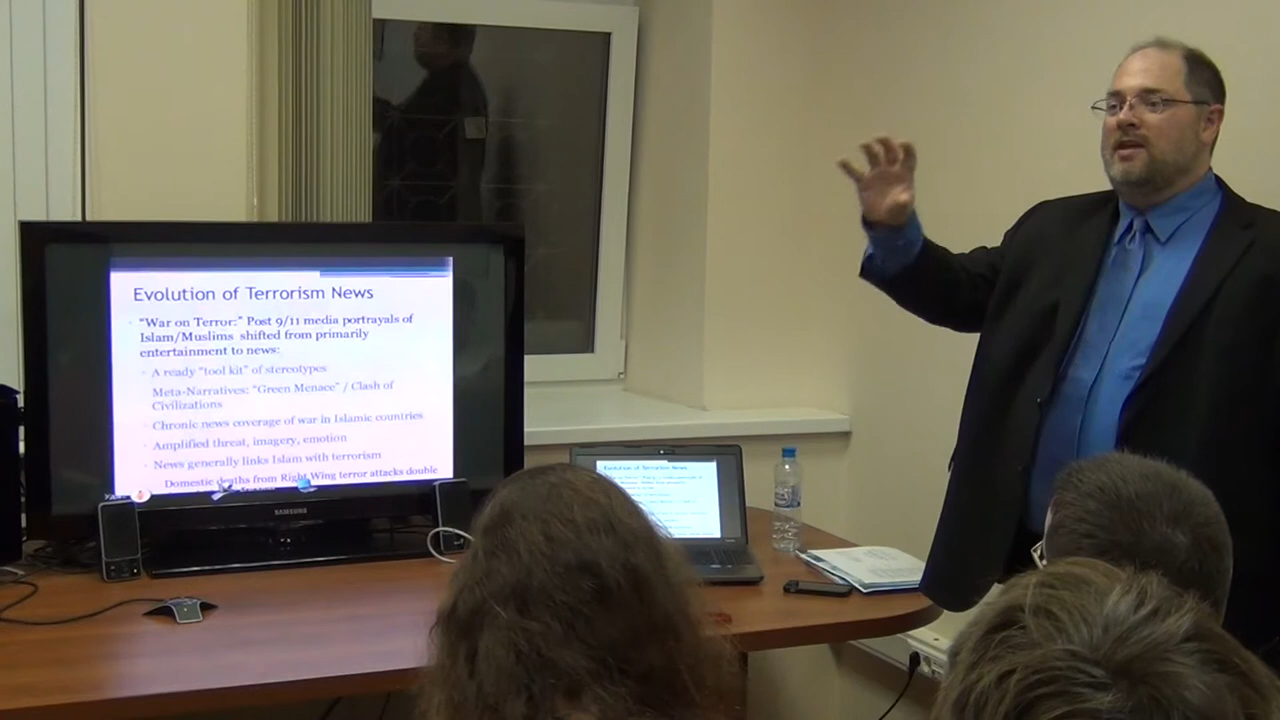 Evolution of Terrorism News
“War on Terror:” Post 9/11 media portrayals of
Islam/Muslims shifted from primarily
entertainment to news:
A ready “tool kit” of stereotypes
Meta-Narratives: “Green Menace” / Clash of
Civilizations
Chronic news coverage of war in Islamic countries
Amplified threat, imagery, emotion
News generally links Islam with terrorism
Domestic deaths from Right Wing terror attacks double
SAMSUNG
Evolution of Terrorism News